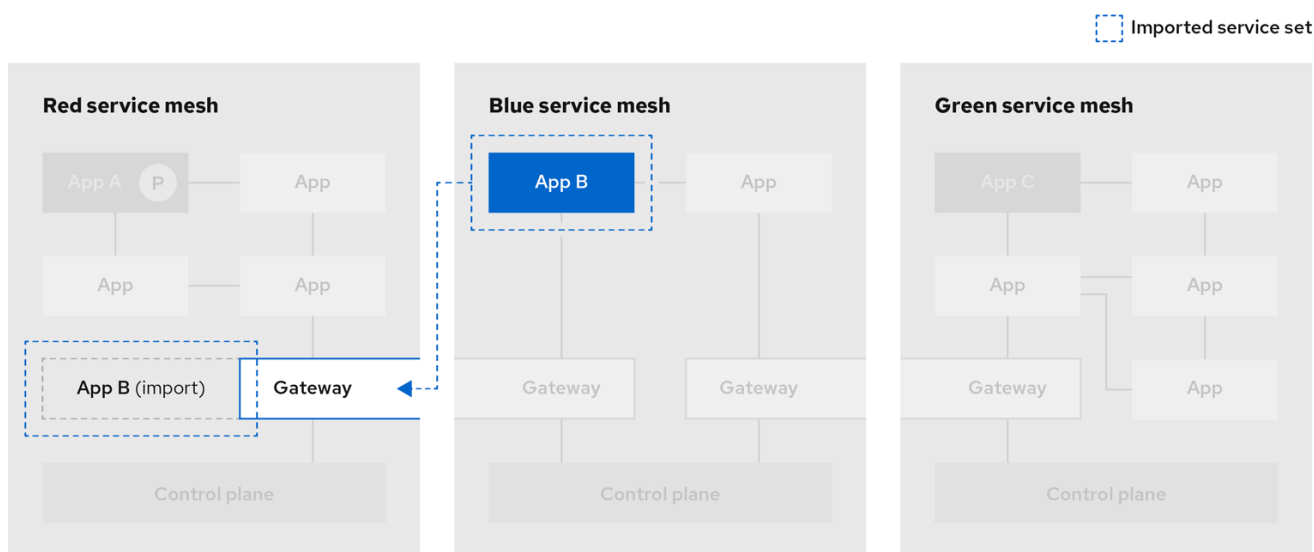 Imported service set
Red service mesh
App A P App
App App
App B (import) Gateway
Control plane
Blue service mesh
App B App
Gateway Gateway
Control plane
Green service mesh
App C App
App App
Gateway App
Control plane